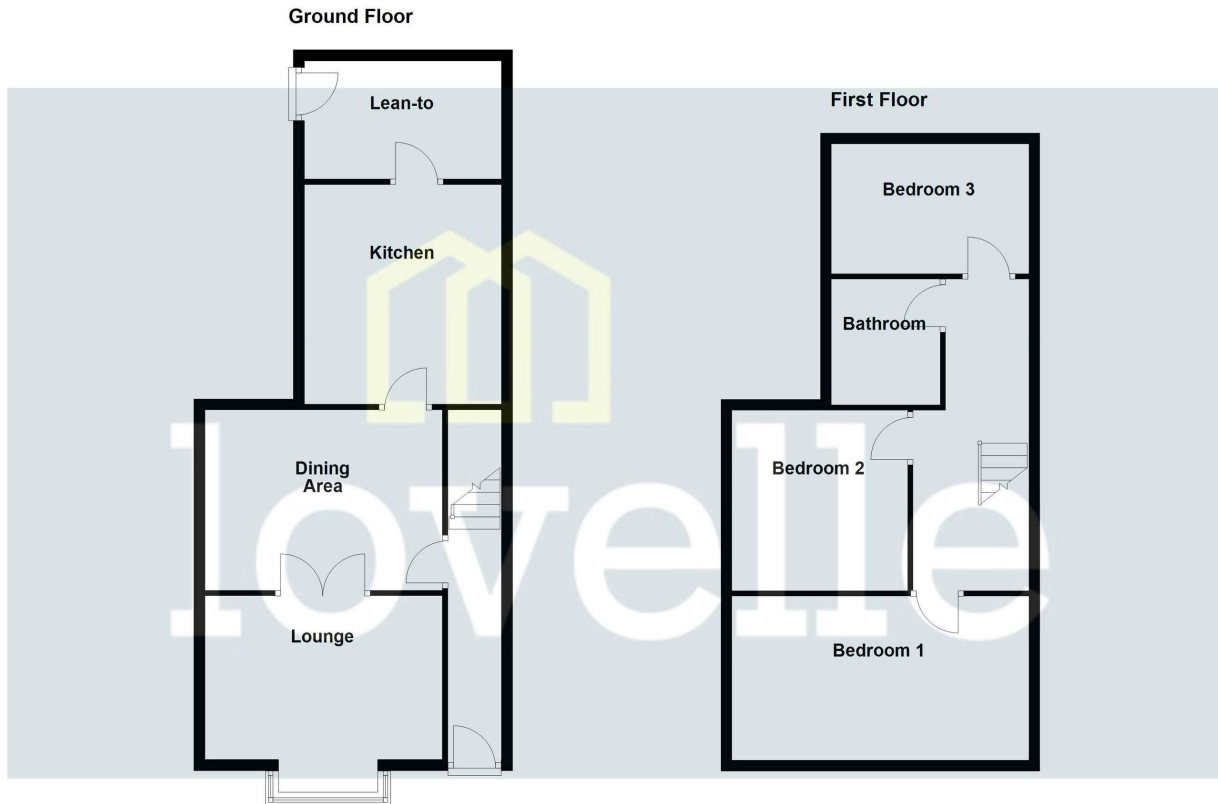 Ground Floor
Lean-to
Kitchen
Dining
Area
Lounge
First Floor
Bedroom 3
Bathroom
Bedroom 2
Bedroom 1
lovelle